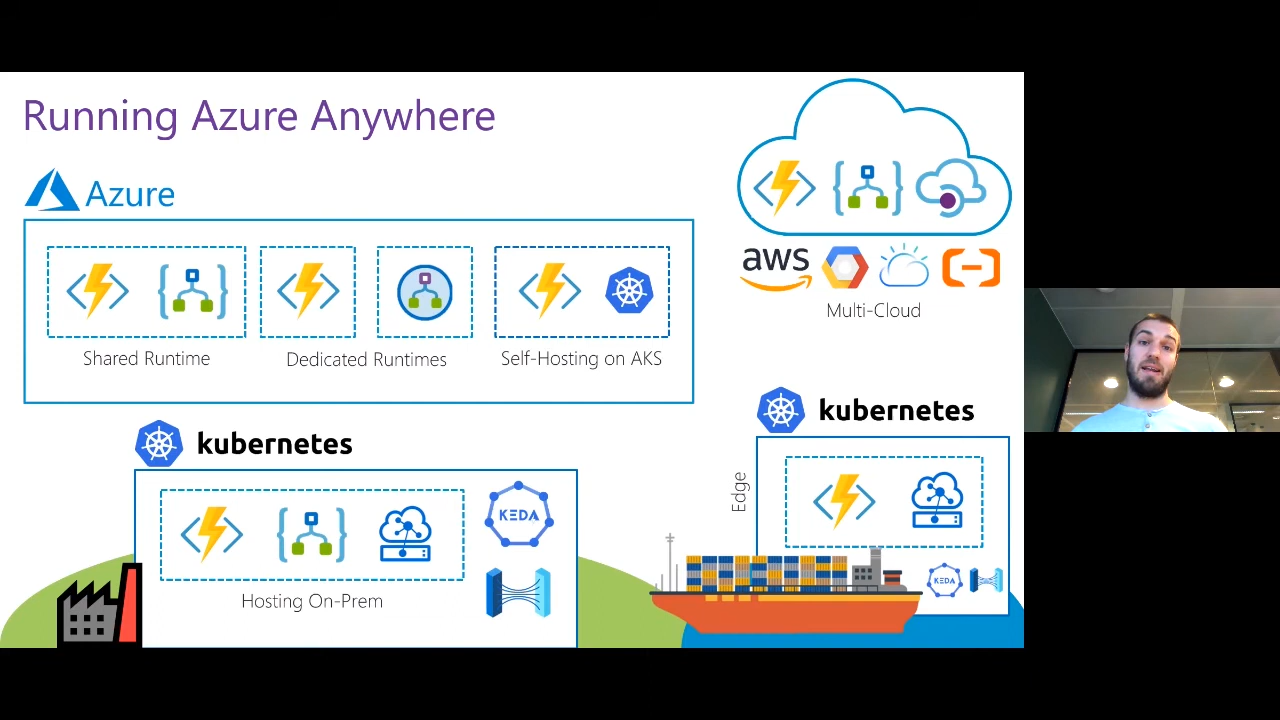 Running Azure Anywhere
Azure
Shared Runtime
Dedicated Runtimes
Self-Hosting on AKS
aws
Multi-Cloud
kubernetes
KEDA
Hosting On-Prem
kubernetes
Edge
KEDA